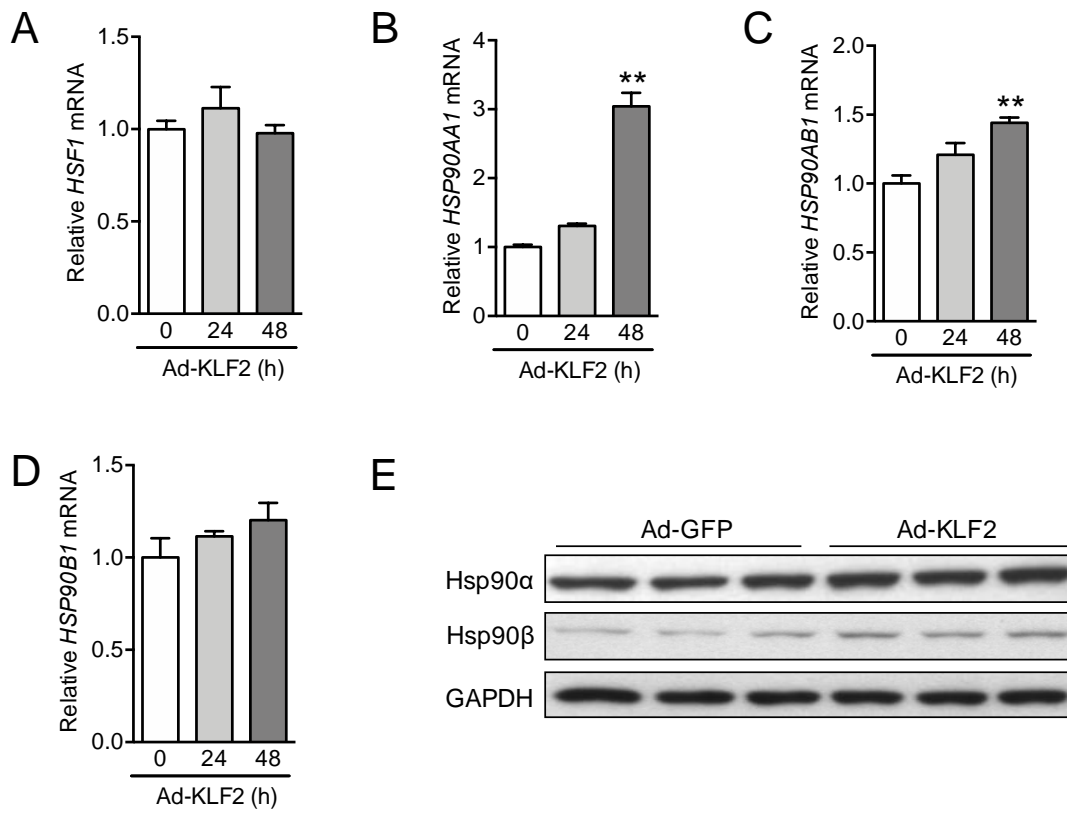 A
Relative HSF1 mRNA
1.5
1.0
0.5
0.0
0 24 48
Ad-KLF2 (h)
B
Relative HSP90AA1 mRNA
4
3
2
1
0
**
0 24 48
Ad-KLF2 (h)
C
Relative HSP90AB1 mRNA
2.0
1.5
1.0
0.5
0.0
**
0 24 48
Ad-KLF2 (h)
D
Relative HSP90B1 mRNA
1.5
1.0
0.5
0.0
0 24 48
Ad-KLF2 (h)
E
Ad-GFP Ad-KLF2
Hsp90α
Hsp90β
GAPDH